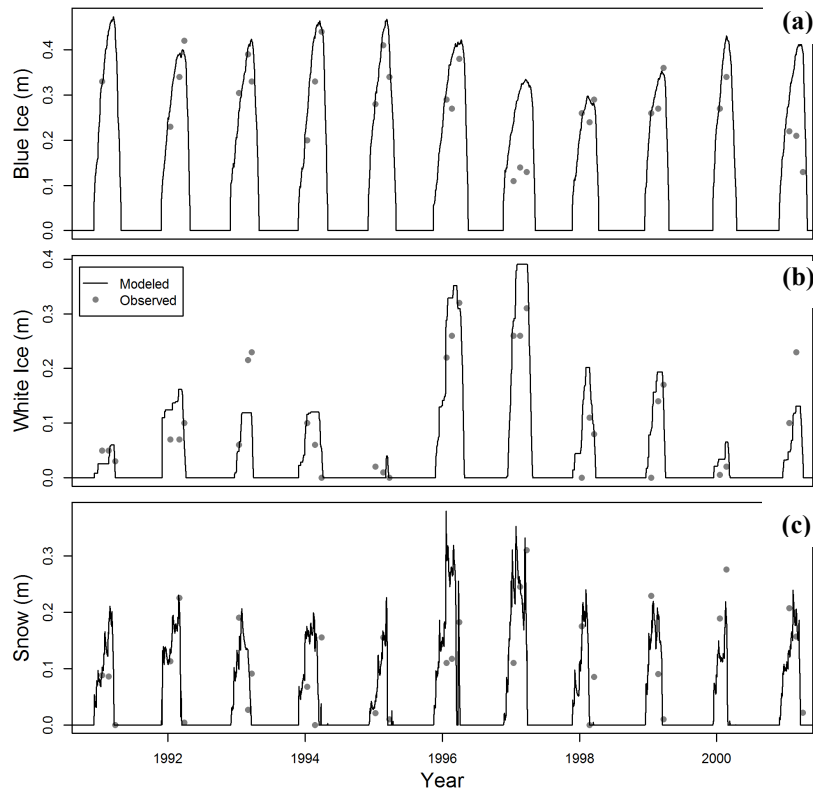 (a)
Blue Ice (m)
0.4
0.3
0.2
0.1
0.0
(b)
White Ice (m)
0.4
0.3
0.2
0.1
0.0
Modeled
Observed
(c)
Snow (m)
0.3
0.2
0.1
0.0
1992 1994 1996 1998 2000
Year